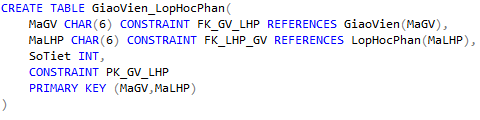 CREATE TABLE GiaoVien_LopHocPhan(
MaGV CHAR(6) CONSTRAINT FK_GV_LHP REFERENCES GiaoVien(MaGV),
MaLHP CHAR(6) CONSTRAINT FK_LHP_GV REFERENCES LopHocPhan(MaLHP),
SoTiet INT,
CONSTRAINT PK_GV_LHP
PRIMARY KEY (MaGV,MaLHP)
)